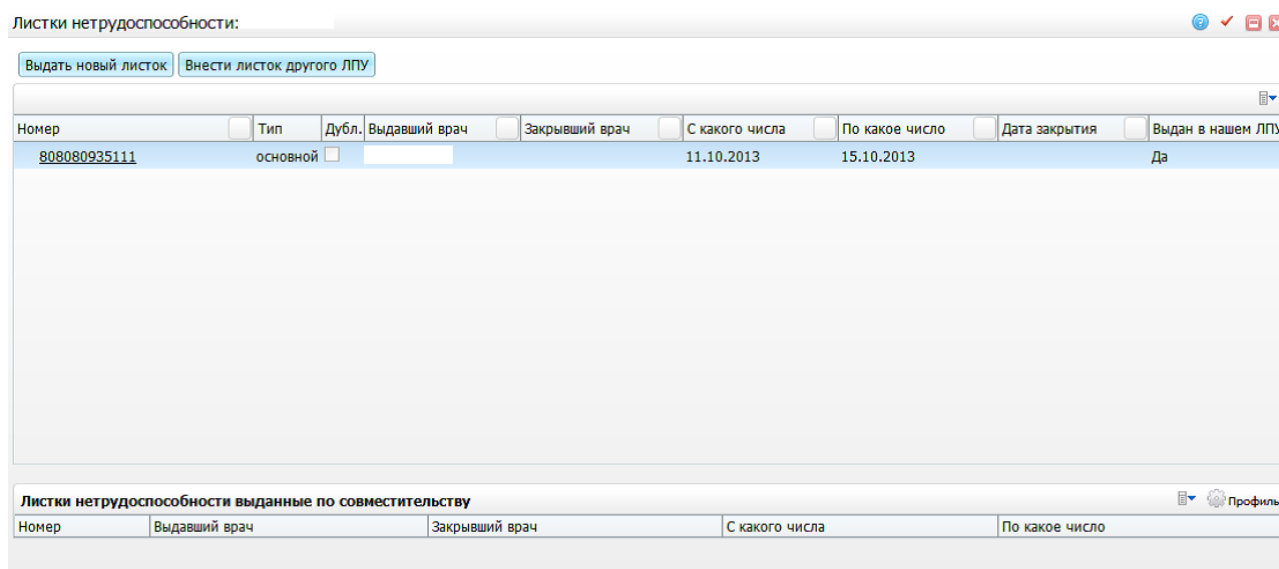 Листки нетрудоспособности:
Выдать новый листок Внести листок другого ЛПУ
Номер Тип Дубл. Выдавший врач Закрывший врач С какого числа По какое число Дата закрытия Выдан в нашем ЛПУ
808080935111 основной 11.10.2013 15.10.2013 Да
Листки нетрудоспособности выданные по совместительству Профиль
Номер Выдавший врач Закрывший врач С какого числа По какое число